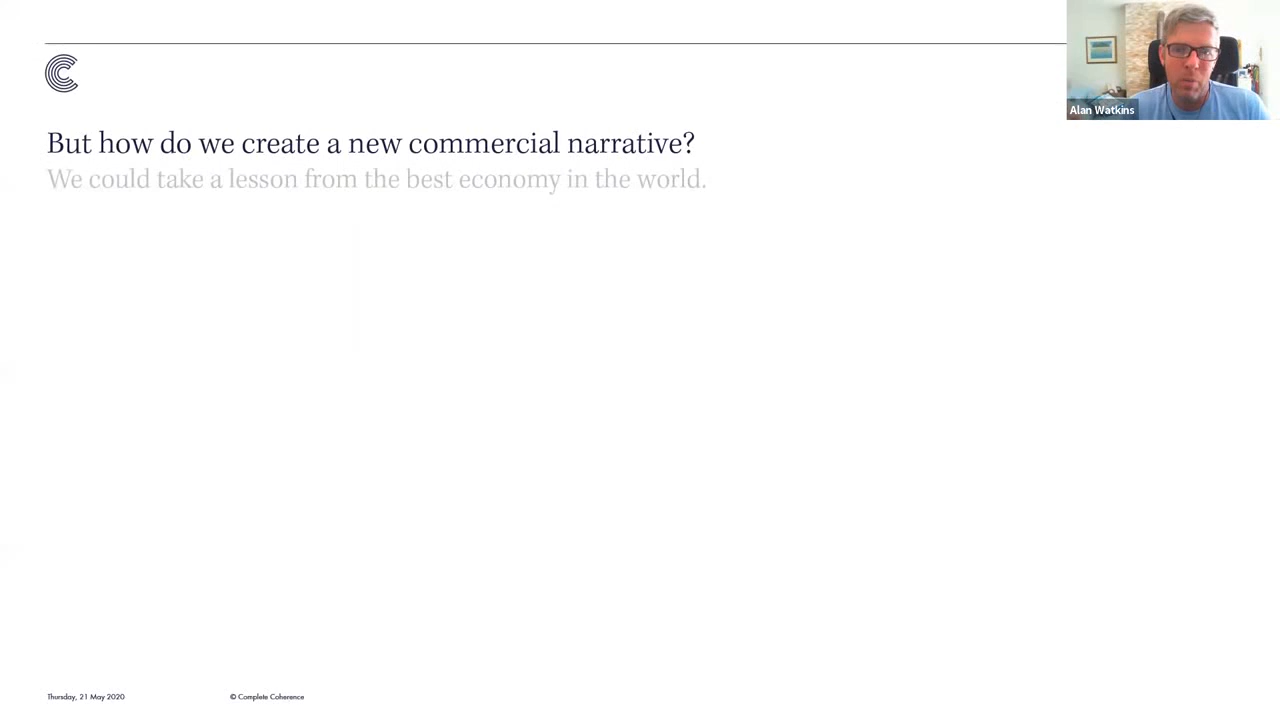 Alan Watkins
But how do we create a new commercial narrative?
We could take a lesson from the best economy in the world.
Thursday, 21 May 2020
© Complete Coherence